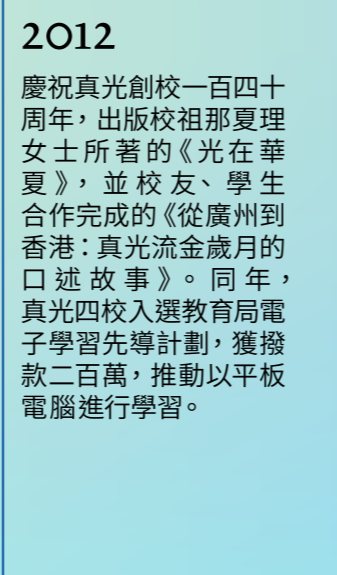 2012
慶祝真光創校一百四十
周年，出版校祖那夏理
女士所著的《光在華
夏》，並校友、學生
合作完成的《從廣州到
香港：真光流金歲月的
口述故事》。同年，
真光四校入選教育局電
子學習先導計劃，獲撥
款二百萬，推動以平板
電腦進行學習。